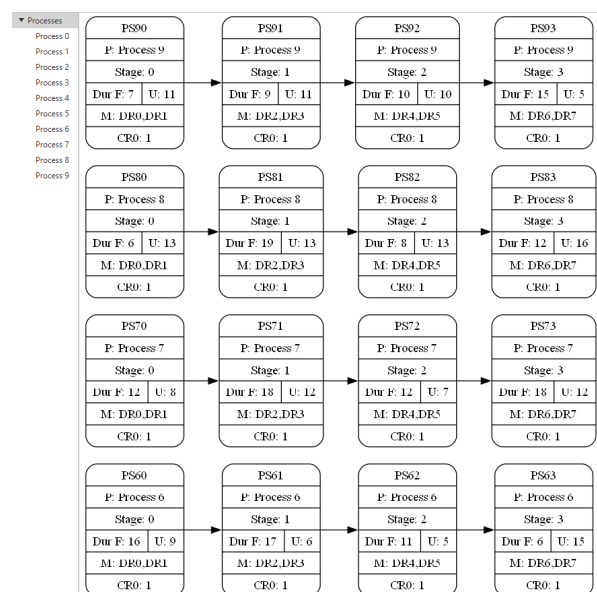 Processes
Process 0
Process 1
Process 2
Process 3
Process 4
Process 5
Process 6
Process 7
Process 8
Process 9
PS90
P: Process 9
Stage: 0
Dur F: 7 U: 11
M: DR0,DR1
CR0: 1
PS91
P: Process 9
Stage: 1
Dur F: 9 U: 11
M: DR2,DR3
CR0: 1
PS92
P: Process 9
Stage: 2
Dur F: 10 U: 10
M: DR4,DR5
CR0: 1
PS93
P: Process 9
Stage: 3
Dur F: 15 U: 5
M: DR6,DR7
CR0: 1
PS80
P: Process 8
Stage: 0
Dur F: 6 U: 13
M: DR0,DR1
CR0: 1
PS81
P: Process 8
Stage: 1
Dur F: 19 U: 13
M: DR2,DR3
CR0: 1
PS82
P: Process 8
Stage: 2
Dur F: 8 U: 13
M: DR4,DR5
CR0: 1
PS83
P: Process 8
Stage: 3
Dur F: 12 U: 16
M: DR6,DR7
CR0: 1
PS70
P: Process 7
Stage: 0
Dur F: 12 U: 8
M: DR0,DR1
CR0: 1
PS71
P: Process 7
Stage: 1
Dur F: 18 U: 12
M: DR2,DR3
CR0: 1
PS72
P: Process 7
Stage: 2
Dur F: 12 U: 7
M: DR4,DR5
CR0: 1
PS73
P: Process 7
Stage: 3
Dur F: 18 U: 12
M: DR6,DR7
CR0: 1
PS60
P: Process 6
Stage: 0
Dur F: 16 U: 9
M: DR0,DR1
CR0: 1
PS61
P: Process 6
Stage: 1
Dur F: 17 U: 6
M: DR2,DR3
CR0: 1
PS62
P: Process 6
Stage: 2
Dur F: 11 U: 5
M: DR4,DR5
CR0: 1
PS63
P: Process 6
Stage: 3
Dur F: 6 U: 15
M: DR6,DR7
CR0: 1